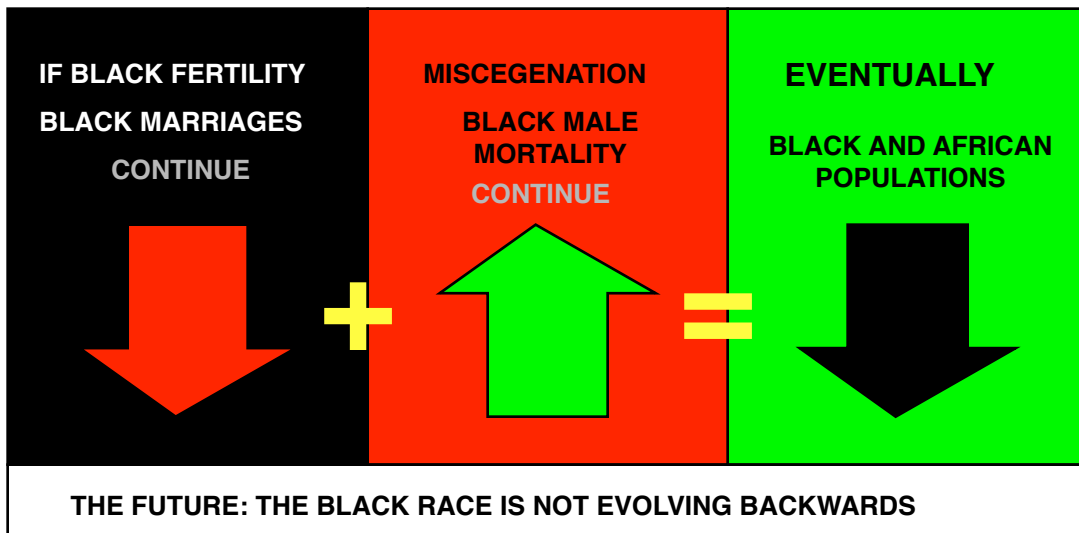 IF BLACK FERTILITY
BLACK MARRIAGES
CONTINUE
+
MISCEGENATION
BLACK MALE
MORTALITY
CONTINUE
=
EVENTUALLY
BLACK AND AFRICAN
POPULATIONS
THE FUTURE: THE BLACK RACE IS NOT EVOLVING BACKWARDS